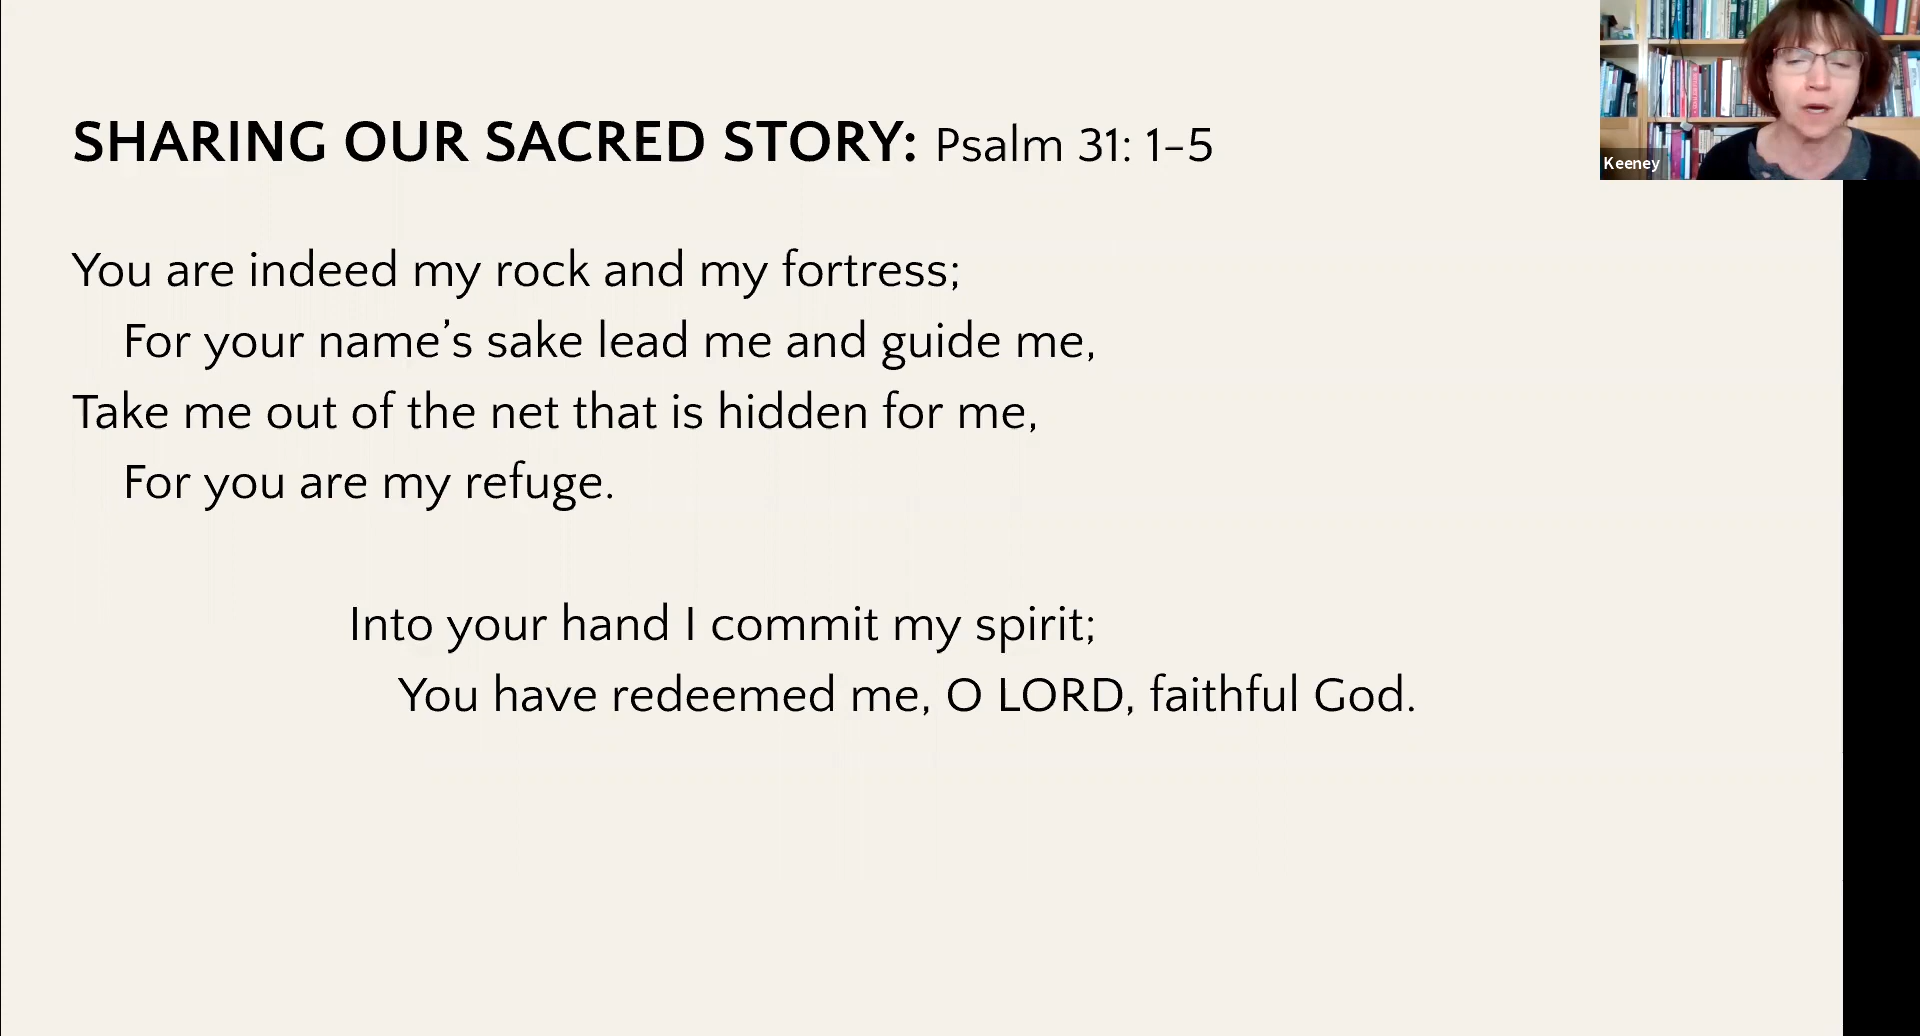 SHARING OUR SACRED STORY: Psalm 31: 1–5
Keeney
You are indeed my rock and my fortress;
For your name’s sake lead me and guide me,
Take me out of the net that is hidden for me,
For you are my refuge.
Into your hand I commit my spirit;
You have redeemed me, O LORD, faithful God.